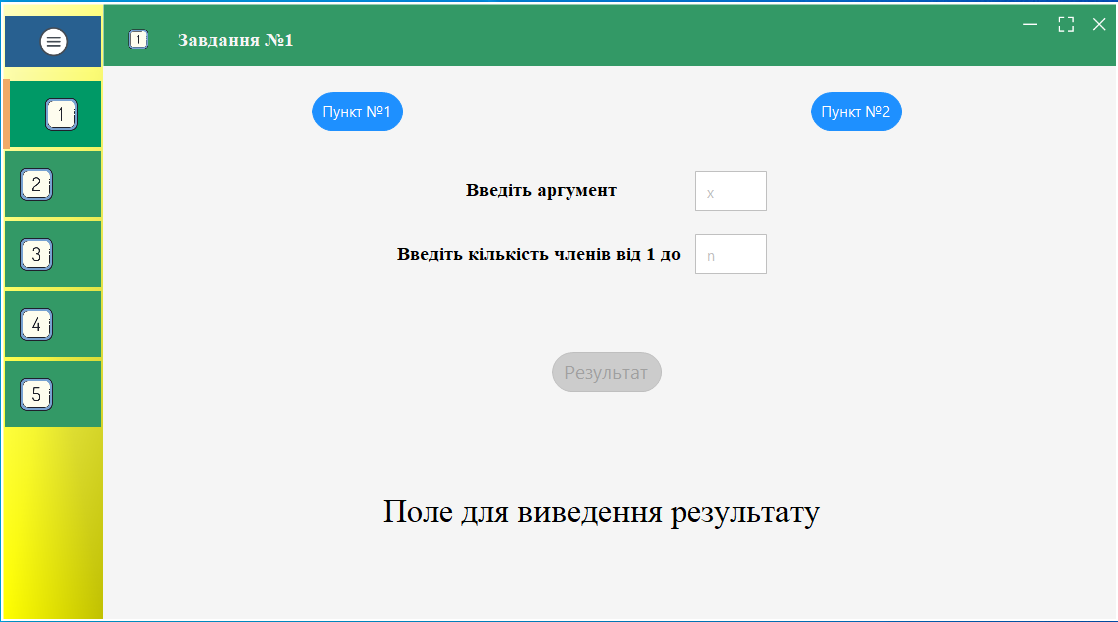 1 Завдання №1
1
2
3
4
5
Пункт №1 Пункт №2
Введіть аргумент x
Введіть кількість членів від 1 до n
Результат
Поле для виведення результату